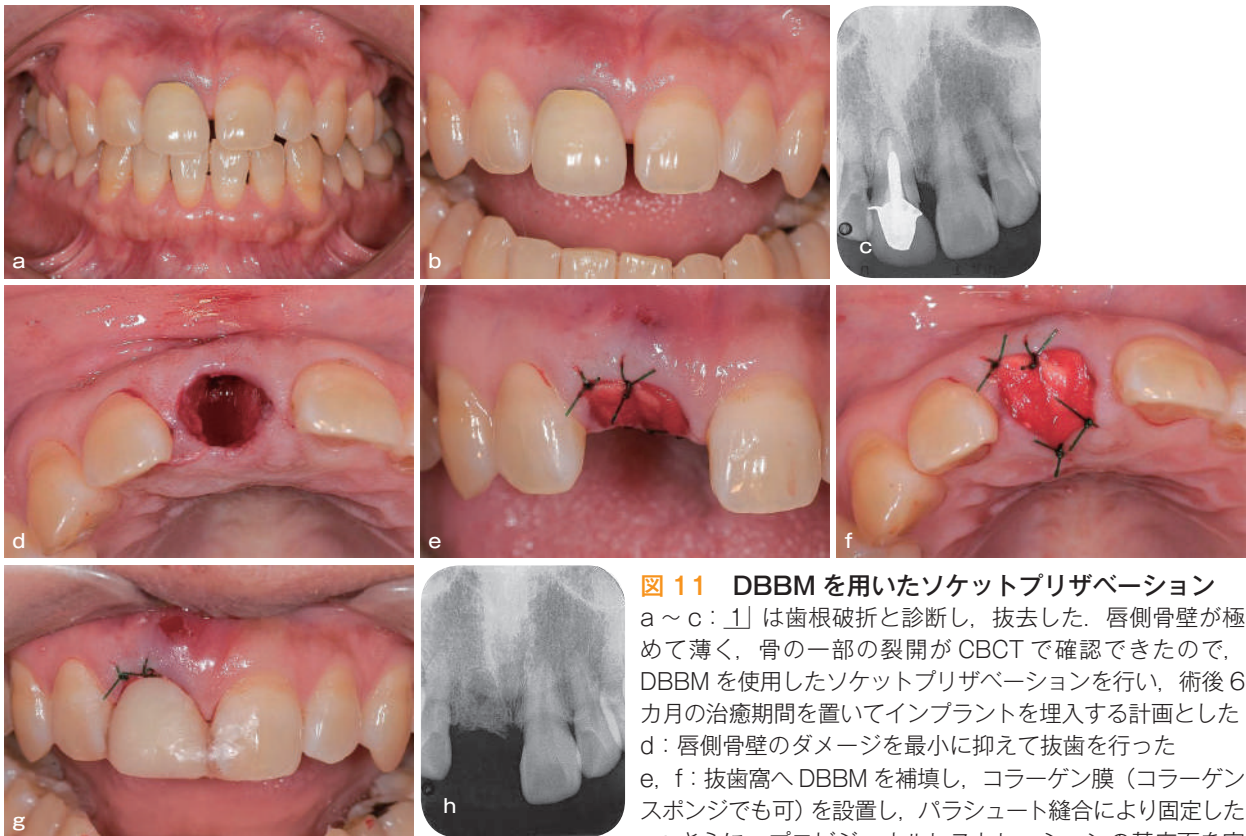 a
b
c
d
e
f
g
h
図 11 DBBM を用いたソケットプリザベーション
a ～ c：1｣ は歯根破折と診断し，抜去した．唇側骨壁が極
めて薄く，骨の一部の裂開が CBCT で確認できたので，
DBBM を使用したソケットプリザベーションを行い，術後 6
カ月の治癒期間を置いてインプラントを埋入する計画とした
d：唇側骨壁のダメージを最小に抑えて抜歯を行った
e，f：抜歯窩へ DBBM を補填し，コラーゲン膜（コラーゲン
スポンジでも可）を設置し，パラシュート縫合により固定した